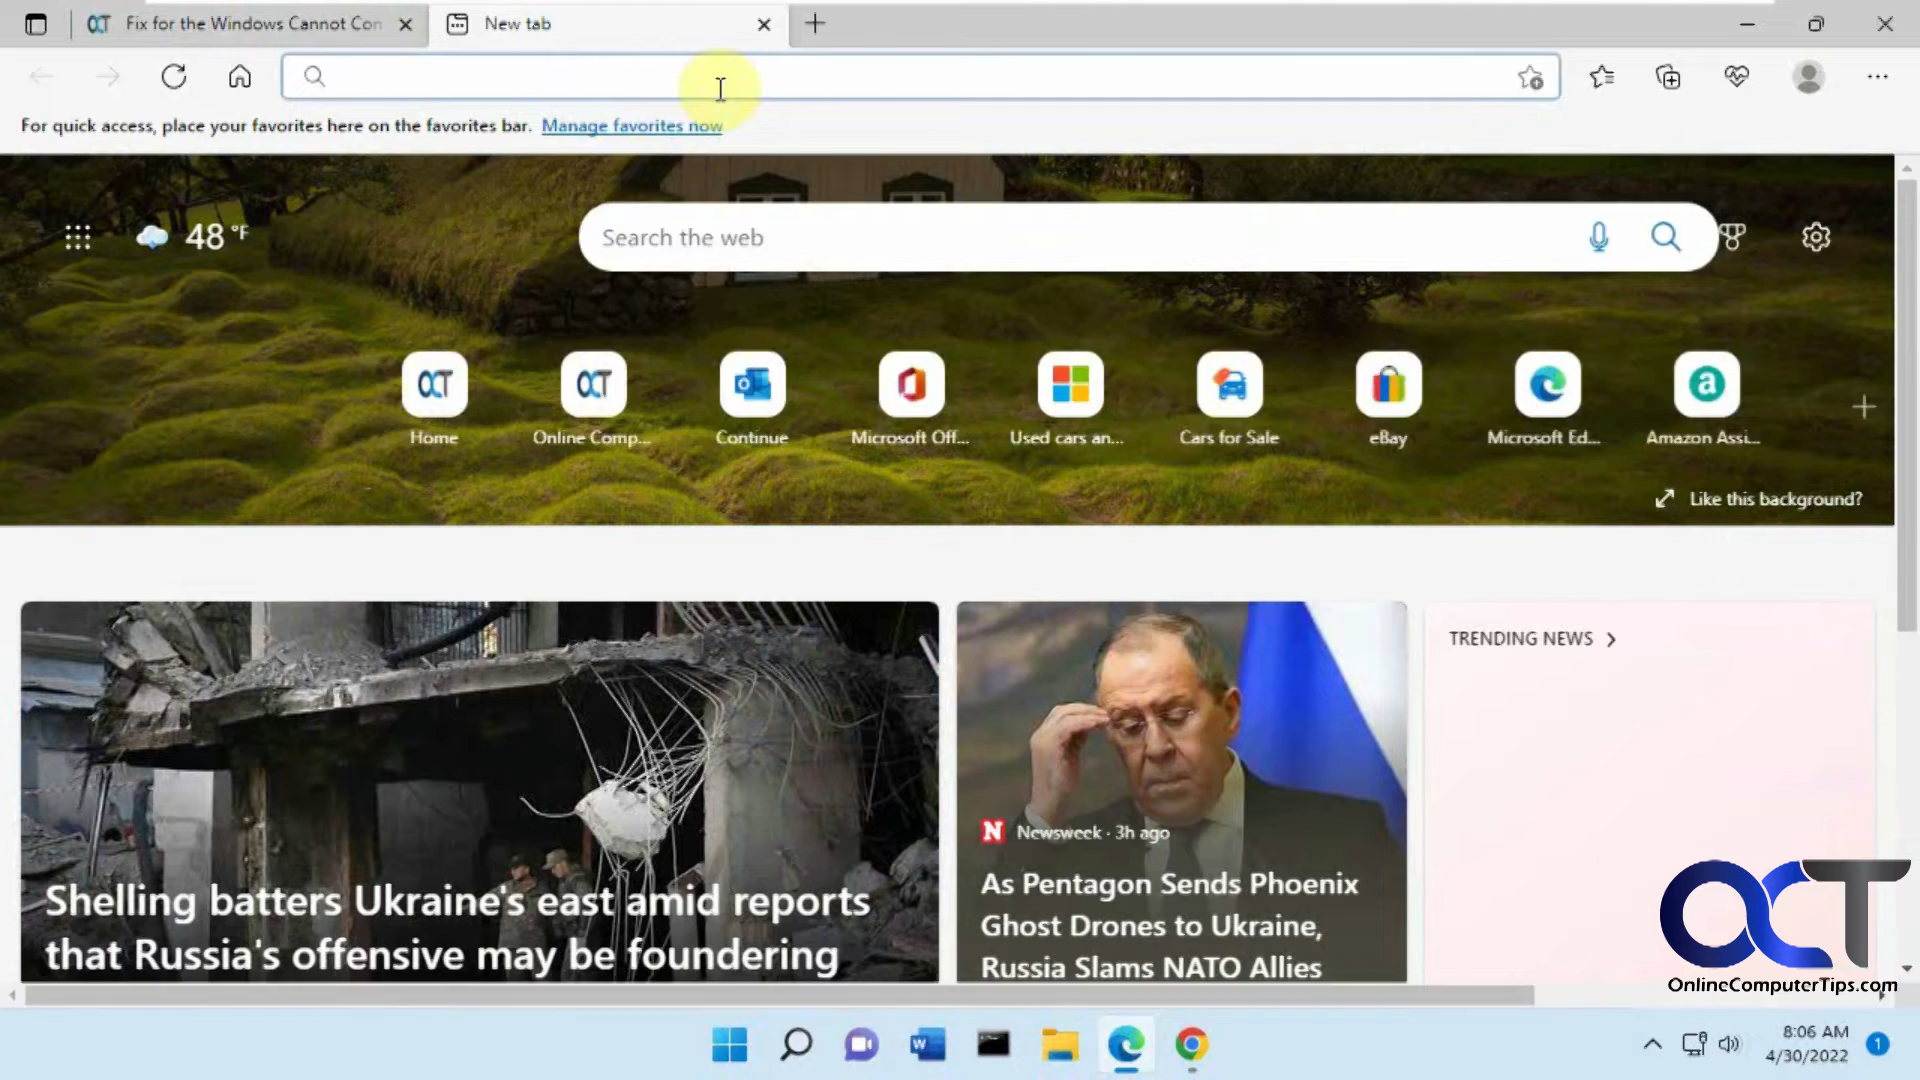 Fix for the Windows Cannot Con
New tab
For quick access, place your favorites here on the favorites bar. Manage favorites now
48 °F
Search the web
Home
Online Comp...
Continue
Microsoft Off...
Used cars an...
Cars for Sale
eBay
Microsoft Ed...
Amazon Assi...
Like this background?
TRENDING NEWS
Newsweek · 3h ago
Shelling batters Ukraine's east amid reports
that Russia's offensive may be foundering
As Pentagon Sends Phoenix
Ghost Drones to Ukraine,
Russia Slams NATO Allies
OCT
OnlineComputerTips.com
8:06 AM
4/30/2022
1